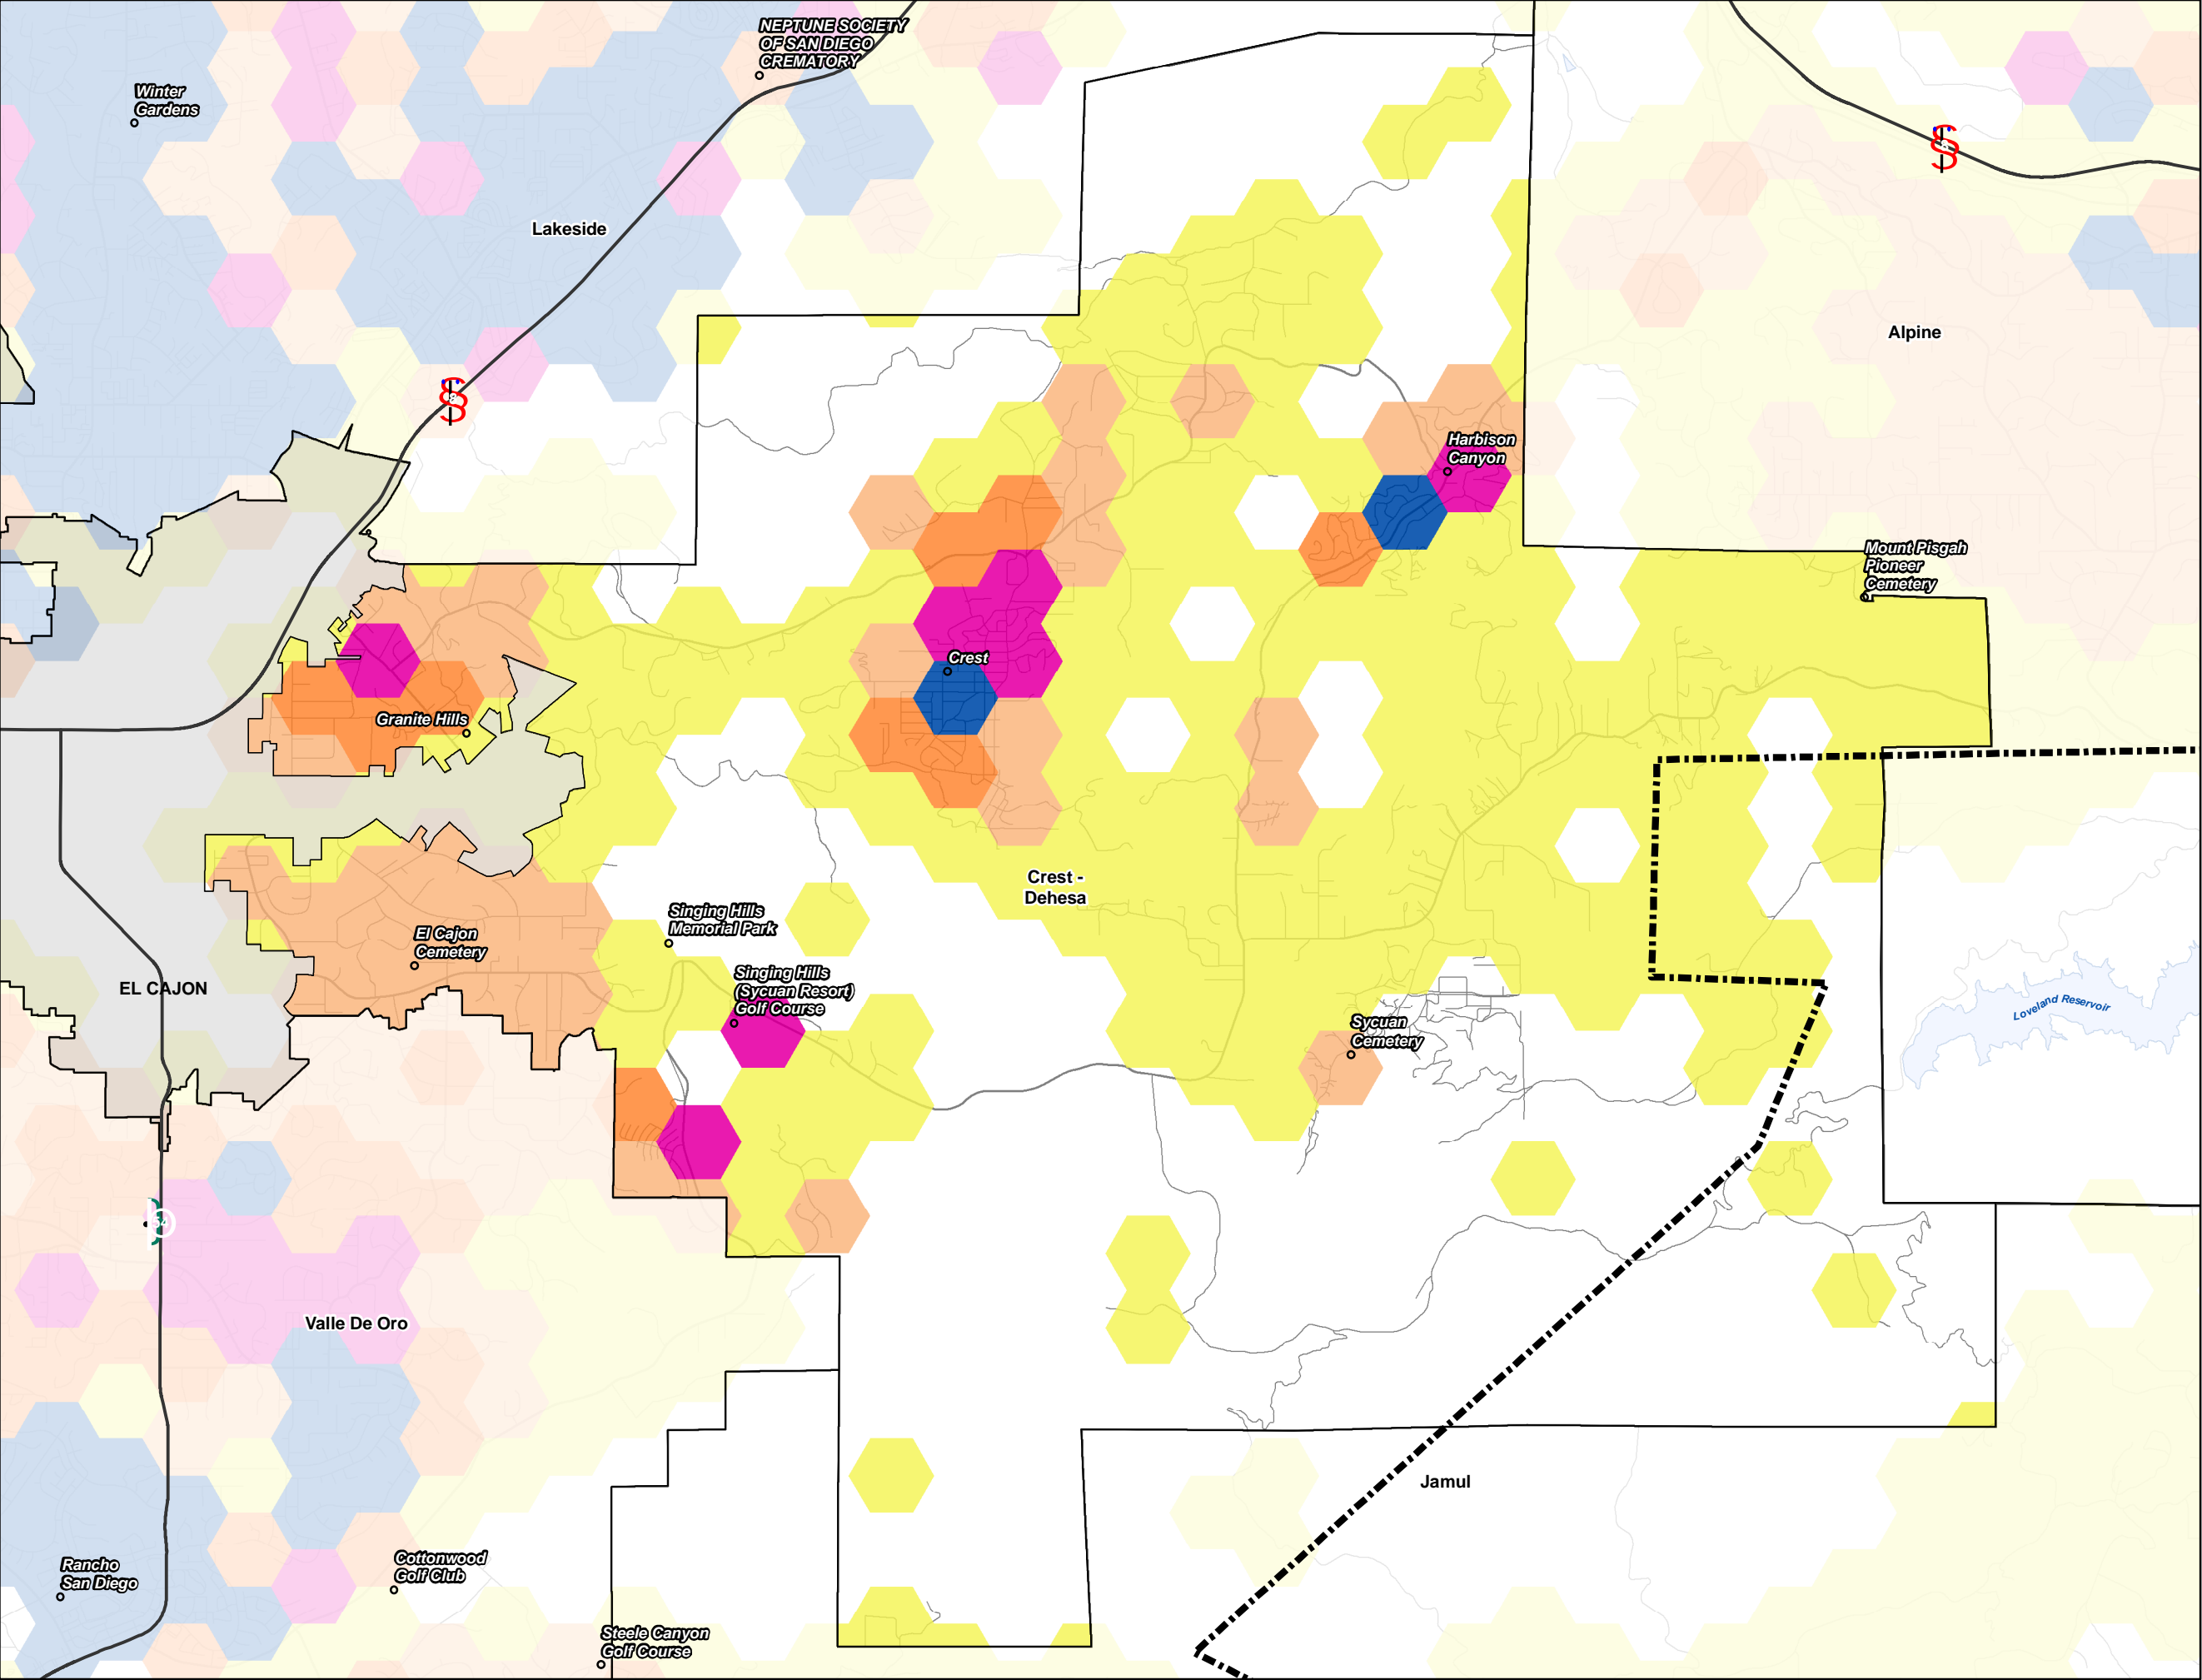 NEPTUNE SOCIETY
OF SAN DIEGO
CREMATORY
Winter
Gardens
Lakeside
Alpine
Harbison
Canyon
Mount Pisgah
Pioneer
Cemetery
Crest
Granite Hills
Crest -
Dehesa
Singing Hills
Memorial Park
El Cajon
Cemetery
Singing Hills
(Sycuan Resort)
Golf Course
EL CAJON
Loveland Reservoir
Sycuan
Cemetery
54
Valle De Oro
Jamul
Cottonwood
Golf Club
Rancho
San Diego
Steele Canyon
Golf Course